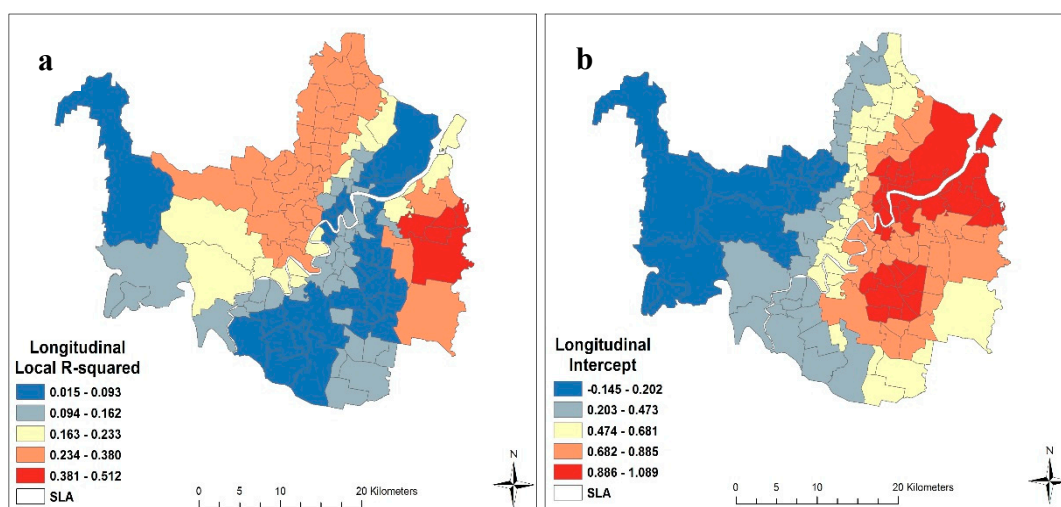 a
Longitudinal
Local R-squared
0.015 - 0.093
0.094 - 0.162
0.163 - 0.233
0.234 - 0.380
0.381 - 0.512
SLA
0 5 10 20 Kilometers
N
b
Longitudinal
Intercept
-0.145 - 0.202
0.203 - 0.473
0.474 - 0.681
0.682 - 0.885
0.886 - 1.089
SLA
0 5 10 20 Kilometers
N